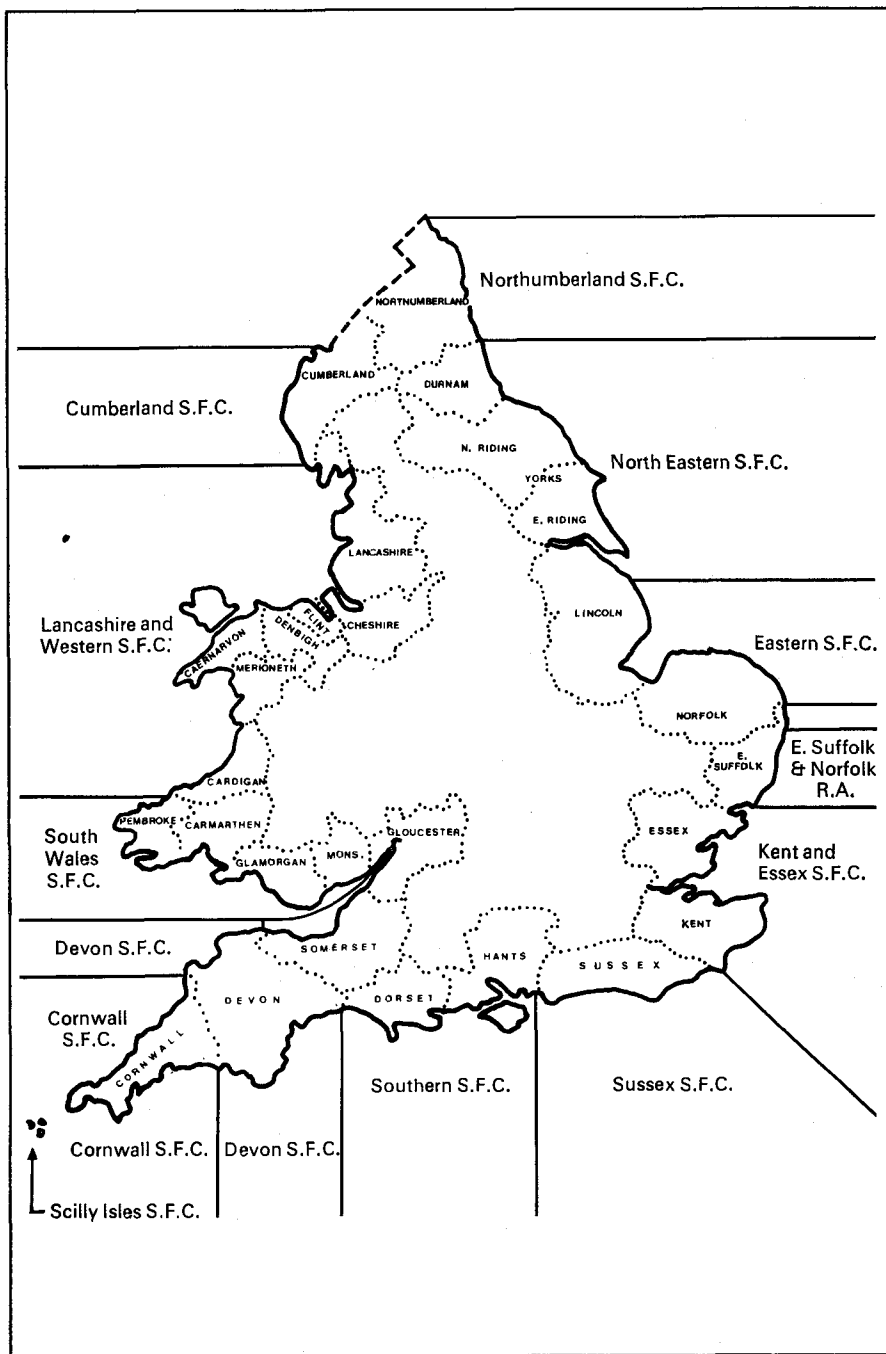 Northumberland S.F.C.
NORTNUMBERLAND
CUMBERLAND
DURNAM
Cumberland S.F.C.
N. RIDING
North Eastern S.F.C.
YORKS
E. RIDING
LANCASHIRE
Lancashire and
Western S.F.C.
FLINT
DENBIGH
CHESHIRE
LINCOLN
CAERNARVON
MERIONETH
Eastern S.F.C.
NORFOLK
E.
SUFFOLK
E. Suffolk
& Norfolk
R.A.
CARDIGAN
PEMBROKE
CARMARTHEN
GLOUCESTER
ESSEX
South
Wales
S.F.C.
GLAMORGAN
MONS.
Kent and
Essex S.F.C.
KENT
Devon S.F.C.
SOMERSET
HANTS
SUSSEX
DEVON
DORSET
Cornwall
S.F.C.
CORNWALL
Southern S.F.C.
Sussex S.F.C.
Cornwall S.F.C.
Devon S.F.C.
Scilly Isles S.F.C.